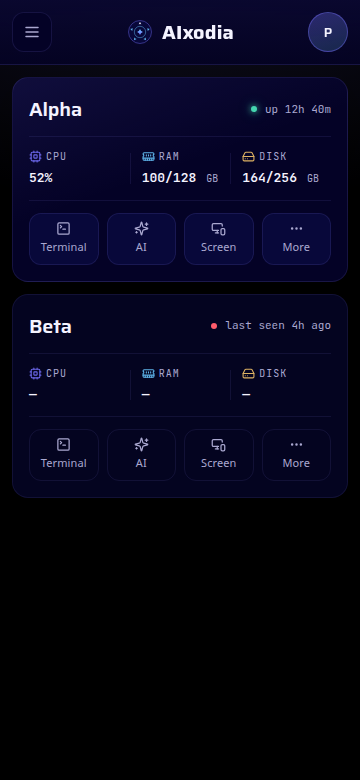 AIxodia
P
Alpha
up 12h 40m
CPU
RAM
DISK
52%
100/128 GB
164/256 GB
Terminal
AI
Screen
More
Beta
last seen 4h ago
CPU
RAM
DISK
—
—
—
Terminal
AI
Screen
More